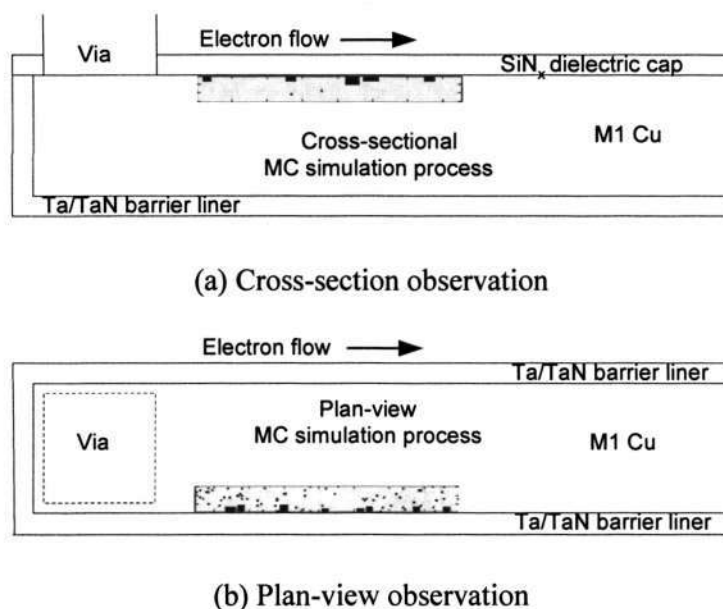 Electron flow
Via
SiNx dielectric cap
Cross-sectional
MC simulation process
M1 Cu
Ta/TaN barrier liner
(a) Cross-section observation
Electron flow
Ta/TaN barrier liner
Plan-view
MC simulation process
Via
M1 Cu
Ta/TaN barrier liner
(b) Plan-view observation